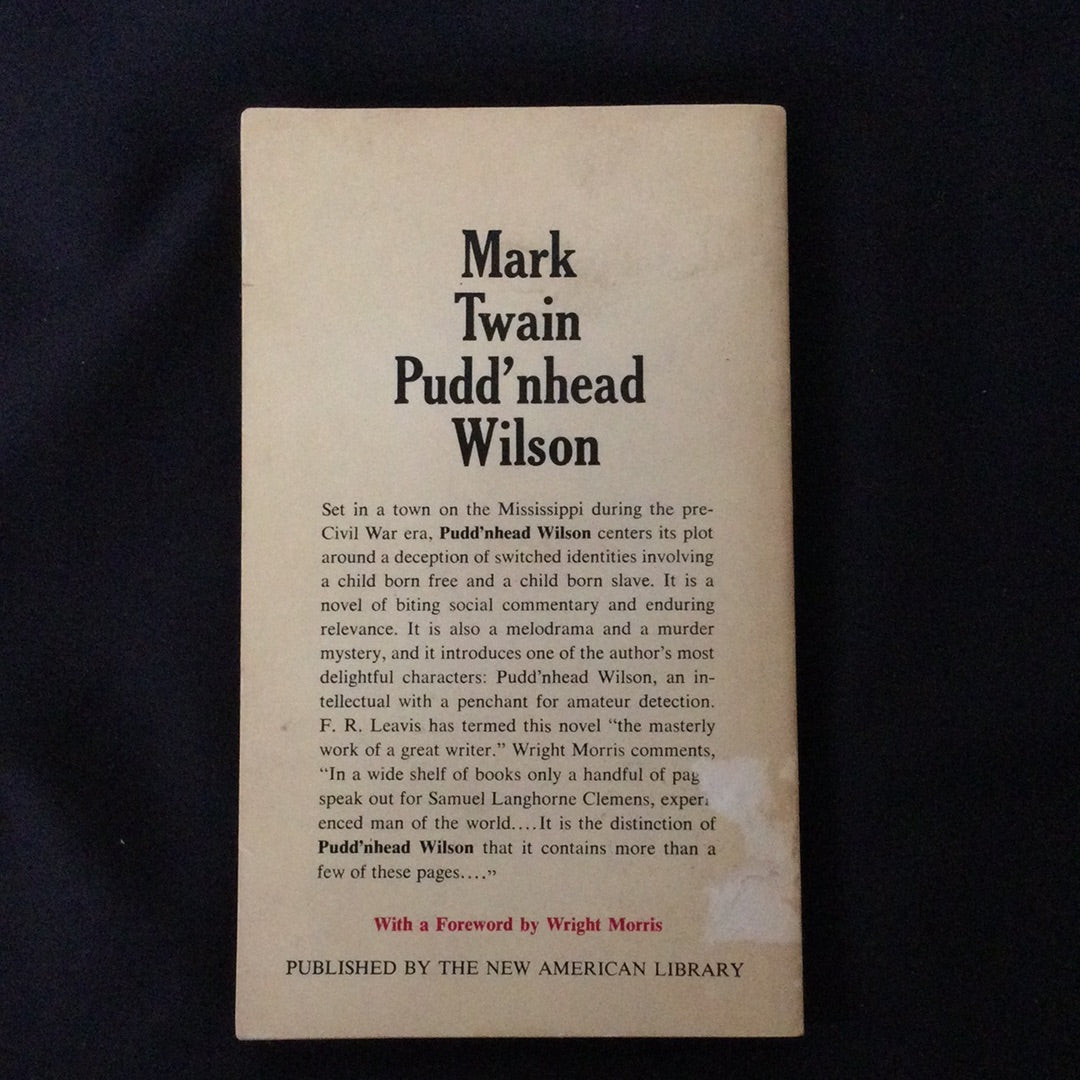 Mark
Twain
Pudd'nhead
Wilson
Set in a town on the Mississippi during the pre-
Civil War era, Pudd'nhead Wilson centers its plot
around a deception of switched identities involving
a child born free and a child born slave. It is a
novel of biting social commentary and enduring
relevance. It is also a melodrama and a murder
mystery, and it introduces one of the author's most
delightful characters: Pudd'nhead Wilson, an in-
tellectual with a penchant for amateur detection.
F. R. Leavis has termed this novel "the masterly
work of a great writer." Wright Morris comments,
"In a wide shelf of books only a handful of pag
speak out for Samuel Langhorne Clemens, experi
enced man of the world....It is the distinction of
Pudd'nhead Wilson that it contains more than a
few of these pages...."
With a Foreword by Wright Morris
PUBLISHED BY THE NEW AMERICAN LIBRARY